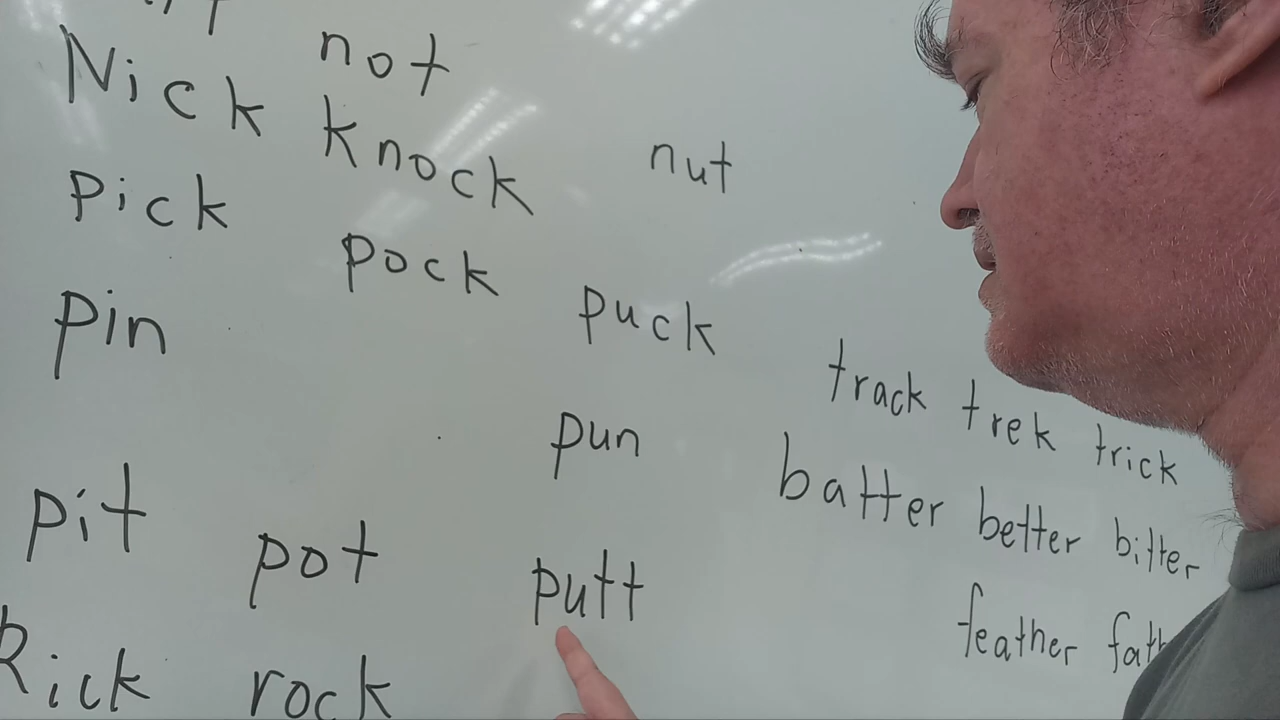 Nick not
knock nut
Pick pock
pin puck
track trek trick
pun
batter better bitter
pit pot putt
feather
Rick rock